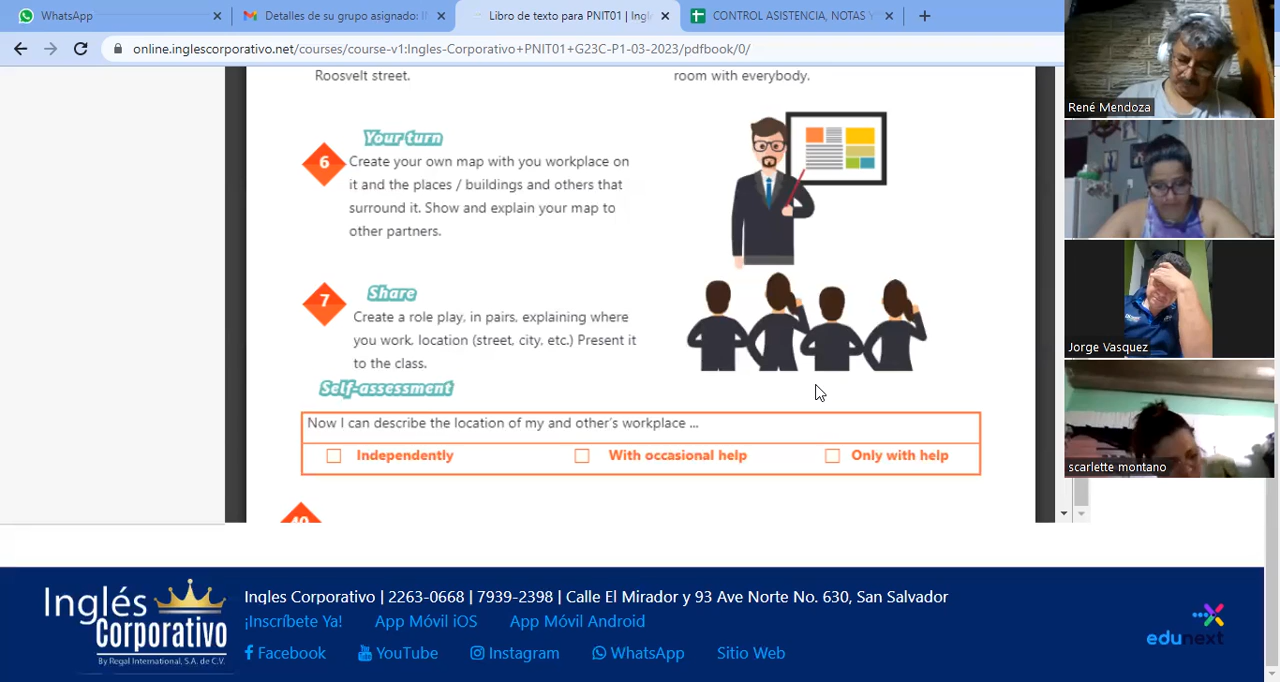 WhatsApp
Detalles de su grupo asignado: I
Libro de texto para PNIT01 | Ingl
CONTROL ASISTENCIA, NOTAS Y
online.inglescorporativo.net/courses/course-v1:Ingles-Corporativo+PNIT01+G23C-P1-03-2023/pdfbook/0/
Roosvelt street.
room with everybody.
6
Your turn
Create your own map with you workplace on
it and the places / buildings and others that
surround it. Show and explain your map to
other partners.
7
Share
Create a role play, in pairs, explaining where
you work, location (street, city, etc.) Present it
to the class.
Self-assessment
Now I can describe the location of my and other's workplace ...
Independently
With occasional help
Only with help
René Mendoza
Jorge Vasquez
scarlette montano
Inglés
Corporativo
By Regal International, S.A. de C.V.
Ingles Corporativo | 2263-0668 | 7939-2398 | Calle El Mirador y 93 Ave Norte No. 630, San Salvador
¡Inscríbete Ya!
App Móvil iOS
App Móvil Android
Facebook
YouTube
Instagram
WhatsApp
Sitio Web
edunext